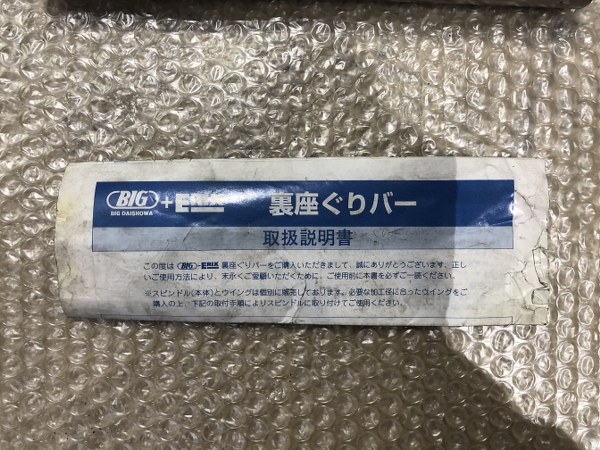 BIG + ERIX 裏座ぐりバー
BIG DAISHOWA
取扱説明書
この度は BIG+ERIX 裏座ぐりバーをご購入いただきまして、誠にありがとうございます。正し
いご使用方法により、末永くご愛顧いただくために、ご使用前に本書を必ずご一読ください。
※スピンドル(本体)とウイングは個別に販売しております。必要な加工径に合ったウイングをご
購入の上、下記の取付手順によりスピンドルに取り付けてご使用ください。